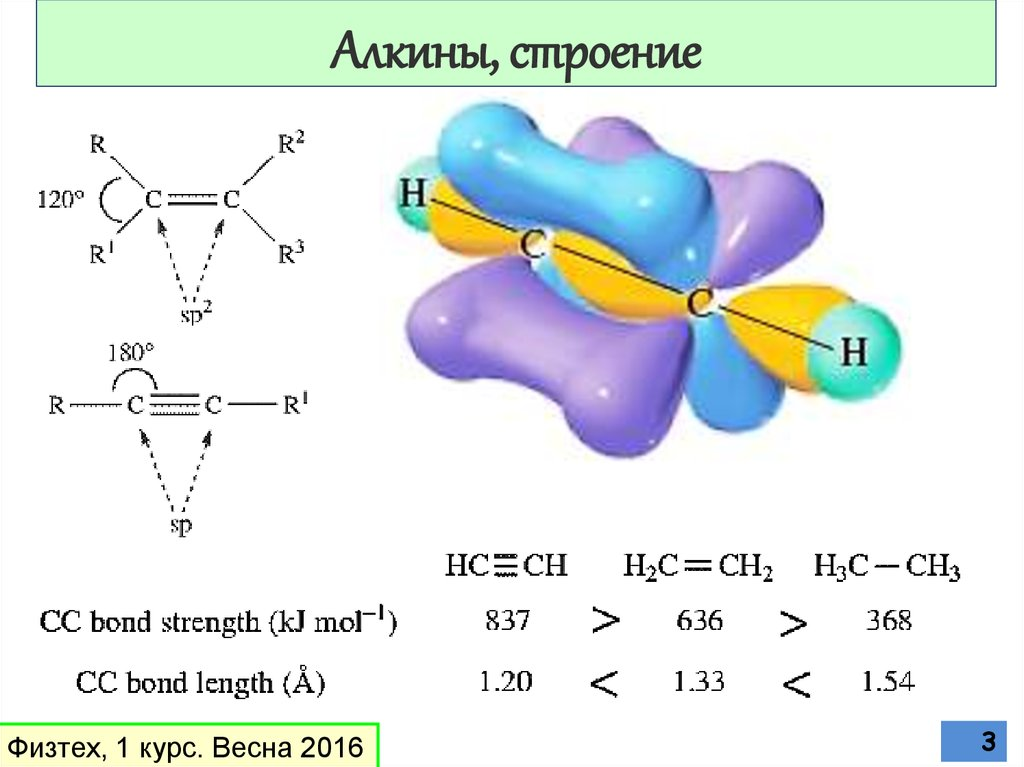 Алкины, строение
R R²
120° C = C
R¹ R³
sp²
180°
R — C ≡ C — R¹
sp
H
C
C
H
HC≡CH H₂C=CH₂ H₃C—CH₃
CC bond strength (kJ mol⁻¹) 837 > 636 > 368
CC bond length (Å) 1.20 < 1.33 < 1.54
Физтех, 1 курс. Весна 2016
3